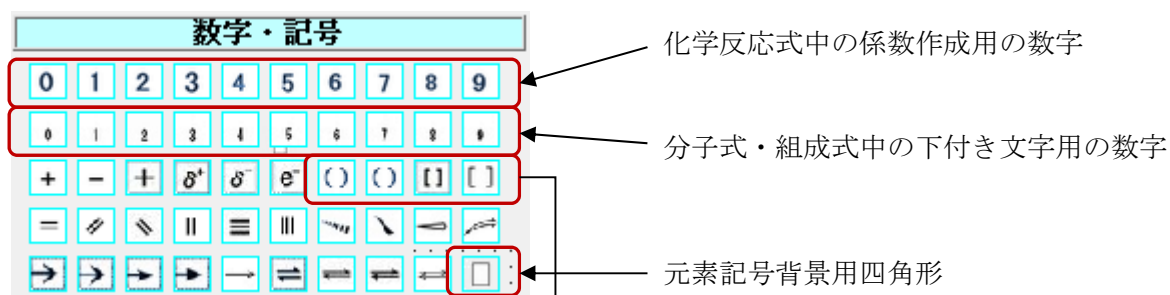 数字・記号
化学反応式中の係数作成用の数字
0 1 2 3 4 5 6 7 8 9
分子式・組成式中の下付き文字用の数字
0 1 2 3 4 5 6 7 8 9
+ − + δ⁺ δ⁻ e⁻ ( ) ( ) [ ] [ ]
= ≡
→ → → → → ⇌ ⇌ ⇌ ⇌ □
元素記号背景用四角形